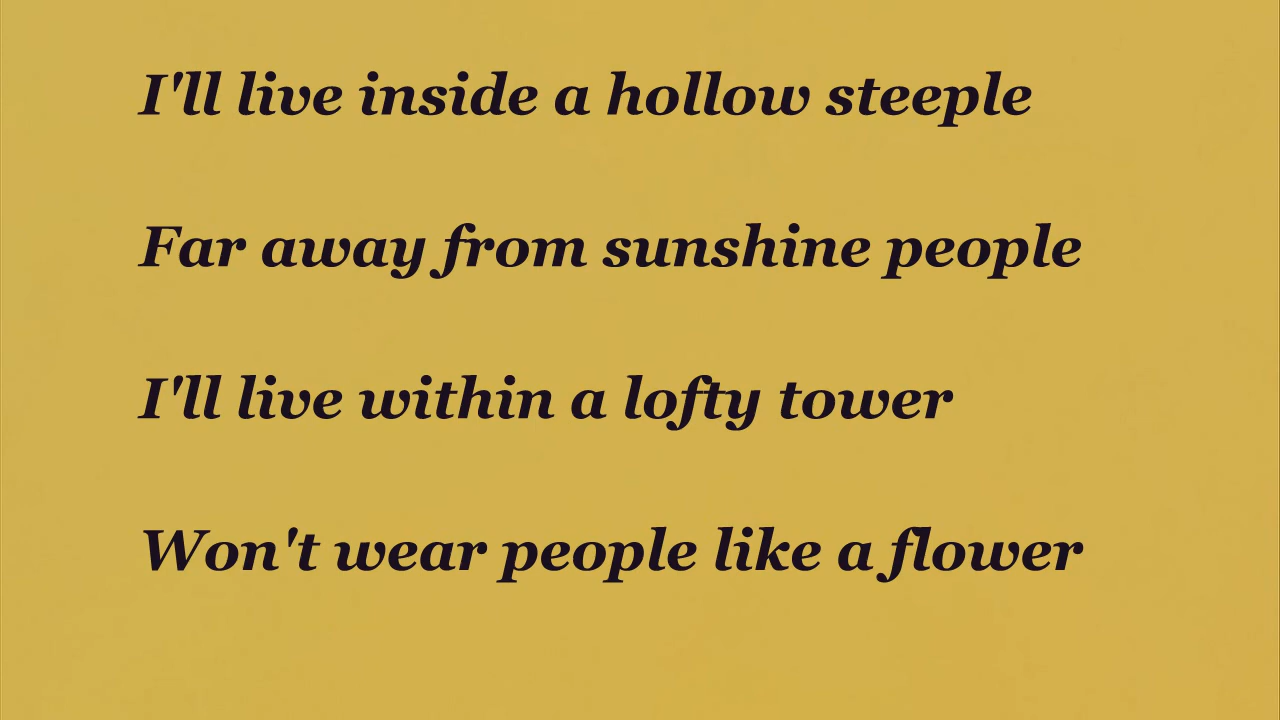 I'll live inside a hollow steeple
Far away from sunshine people
I'll live within a lofty tower
Won't wear people like a flower